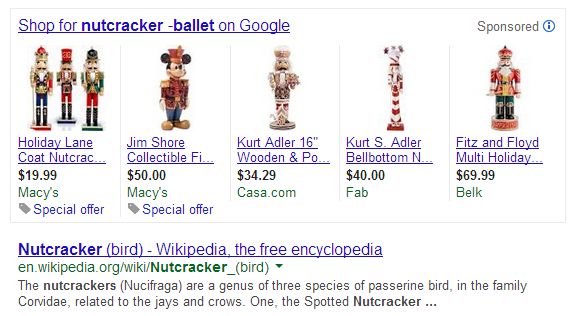 Shop for nutcracker -ballet on Google
Sponsored
Holiday Lane
Coat Nutcrac...
$19.99
Macy's
Special offer
Jim Shore
Collectible Fi...
$50.00
Macy's
Special offer
Kurt Adler 16"
Wooden & Po...
$34.29
Casa.com
Kurt S. Adler
Bellbottom N...
$40.00
Fab
Fitz and Floyd
Multi Holiday...
$69.99
Belk
Nutcracker (bird) - Wikipedia, the free encyclopedia
en.wikipedia.org/wiki/Nutcracker_(bird)
The nutcrackers (Nucifraga) are a genus of three species of passerine bird, in the family
Corvidae, related to the jays and crows. One, the Spotted Nutcracker ...